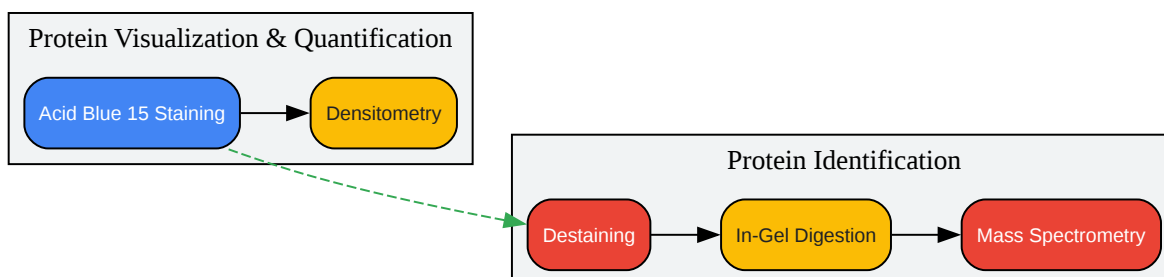 Protein Visualization & Quantification
Acid Blue 15 Staining
Densitometry
Protein Identification
Destaining
In-Gel Digestion
Mass Spectrometry